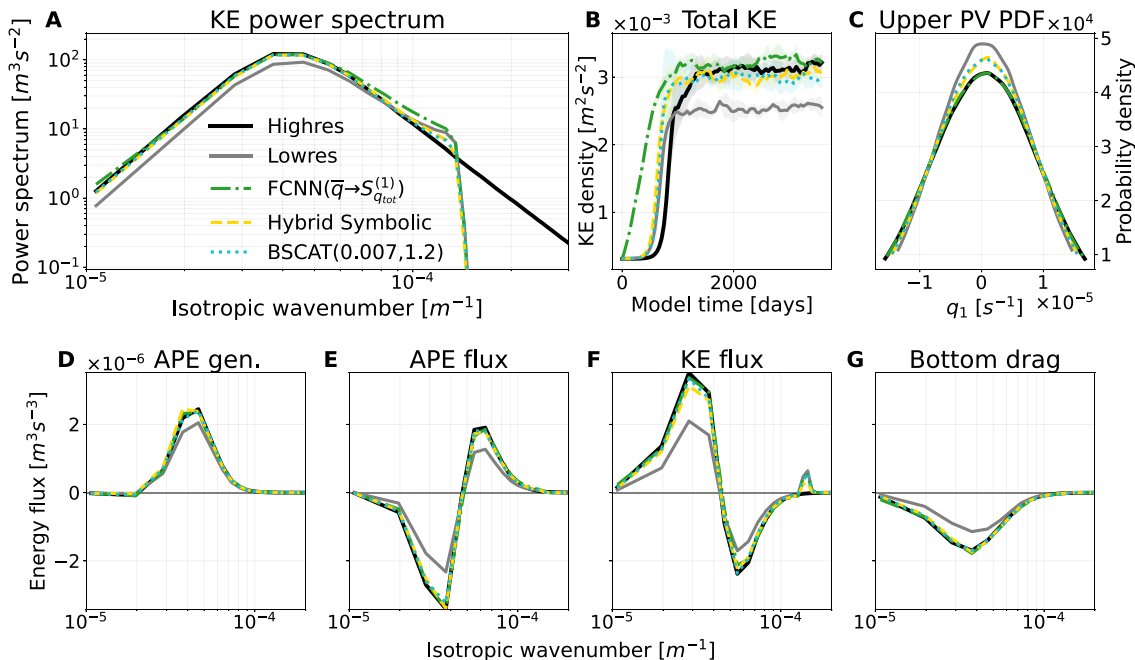 A KE power spectrum
Power spectrum [m³s⁻²]
10²
10¹
10⁰
10⁻¹
Highres
Lowres
FCNN(q̅→S_{q_{tot}}^{(1)})
Hybrid Symbolic
BSCAT(0.007,1.2)
10⁻⁵
10⁻⁴
Isotropic wavenumber [m⁻¹]
B ×10⁻³ Total KE
KE density [m²s⁻²]
3
2
1
0
2000
Model time [days]
C Upper PV PDF
×10⁴
5
4
3
2
1
Probability density
−1
0
1
q₁ [s⁻¹] ×10⁻⁵
D ×10⁻⁶ APE gen.
Energy flux [m³s⁻³]
2
0
−2
10⁻⁵
10⁻⁴
E APE flux
10⁻⁵
10⁻⁴
F KE flux
10⁻⁵
10⁻⁴
G Bottom drag
10⁻⁵
10⁻⁴
Isotropic wavenumber [m⁻¹]